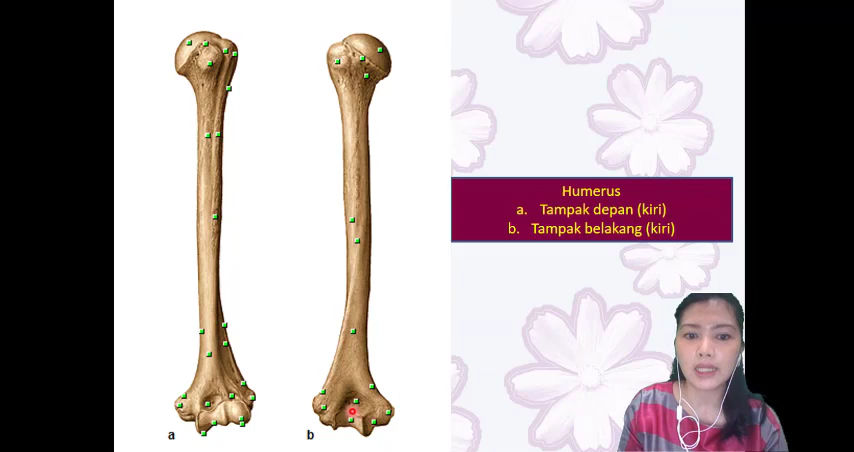 Humerus
a. Tampak depan (kiri)
b. Tampak belakang (kiri)
a
b